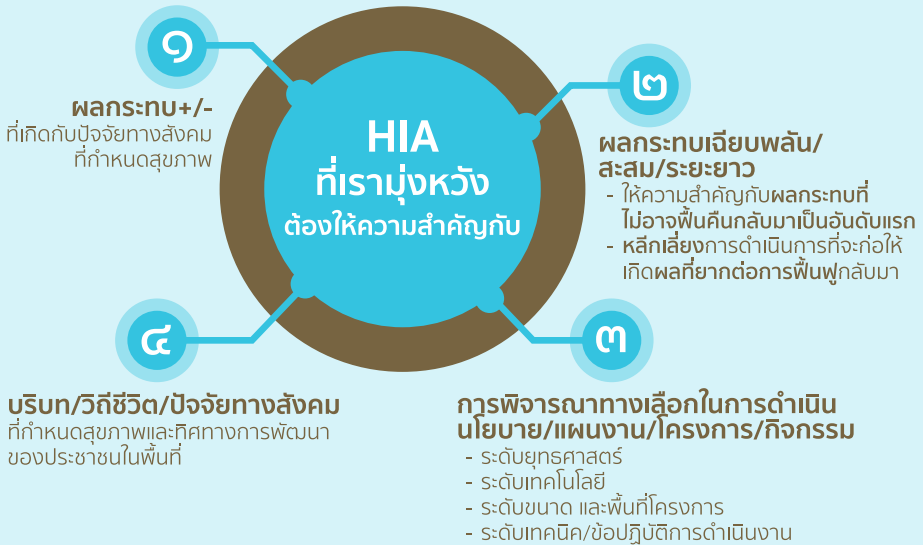 HIA
ที่เรามุ่งหวัง
ต้องให้ความสำคัญกับ
๑
ผลกระทบ+/-
ที่เกิดกับปัจจัยทางสังคม
ที่กำหนดสุขภาพ
๒
ผลกระทบเฉียบพลัน/
สะสม/ระยะยาว
- ให้ความสำคัญกับผลกระทบที่
ไม่อาจฟื้นคืนกลับมาเป็นอันดับแรก
- หลีกเลี่ยงการดำเนินการที่จะก่อให้
เกิดผลที่ยากต่อการฟื้นฟูกลับมา
๓
การพิจารณาทางเลือกในการดำเนิน
นโยบาย/แผนงาน/โครงการ/กิจกรรม
- ระดับยุทธศาสตร์
- ระดับเทคโนโลยี
- ระดับขนาด และพื้นที่โครงการ
- ระดับเทคนิค/ข้อปฏิบัติการดำเนินงาน
๔
บริบท/วิถีชีวิต/ปัจจัยทางสังคม
ที่กำหนดสุขภาพและทิศทางการพัฒนา
ของประชาชนในพื้นที่